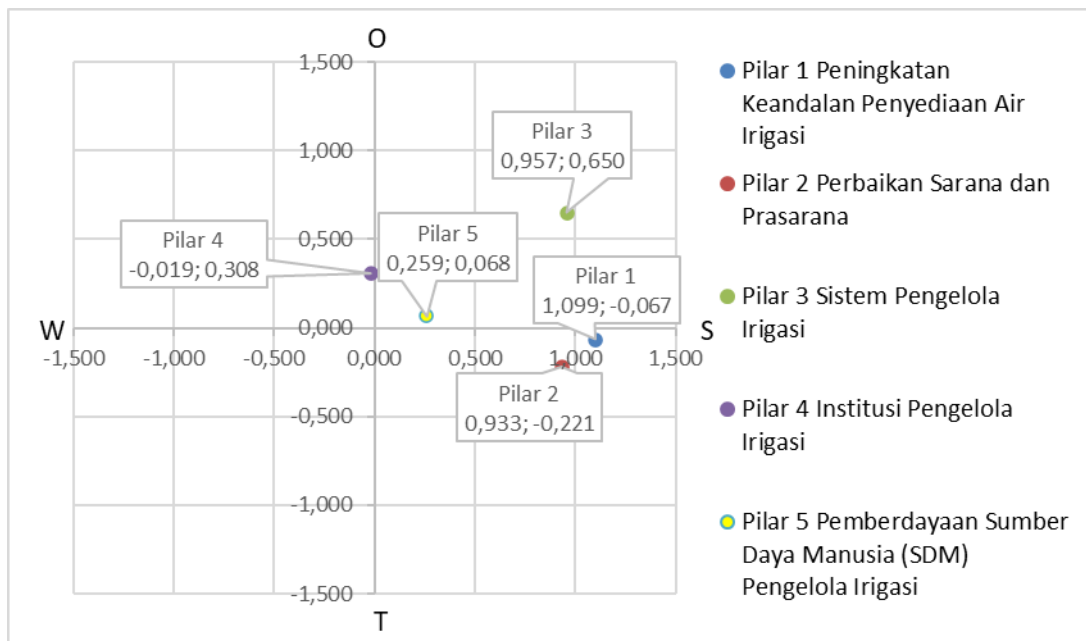 O
1,500
1,000
0,500
0,000
-0,500
-1,000
-1,500
T
W
-1,500
-1,000
-0,500
0,000
0,500
1,000
1,500
S
Pilar 3
0,957; 0,650
Pilar 4
-0,019; 0,308
Pilar 5
0,259; 0,068
Pilar 1
1,099; -0,067
Pilar 2
0,933; -0,221
Pilar 1 Peningkatan
Keandalan Penyediaan Air
Irigasi
Pilar 2 Perbaikan Sarana dan
Prasarana
Pilar 3 Sistem Pengelola
Irigasi
Pilar 4 Institusi Pengelola
Irigasi
Pilar 5 Pemberdayaan Sumber
Daya Manusia (SDM)
Pengelola Irigasi